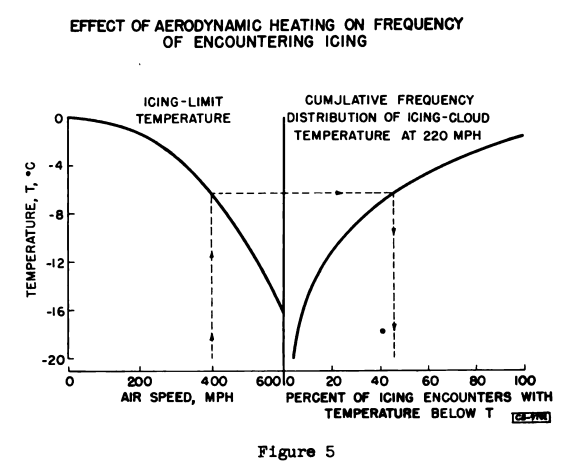 EFFECT OF AERODYNAMIC HEATING ON FREQUENCY
OF ENCOUNTERING ICING
ICING-LIMIT
TEMPERATURE
CUMJLATIVE FREQUENCY
DISTRIBUTION OF ICING-CLOUD
TEMPERATURE AT 220 MPH
TEMPERATURE, T, °C
0
-4
-8
-12
-16
-20
0 200 400 600
AIR SPEED, MPH
0 20 40 60 80 100
PERCENT OF ICING ENCOUNTERS WITH
TEMPERATURE BELOW T
Figure 5